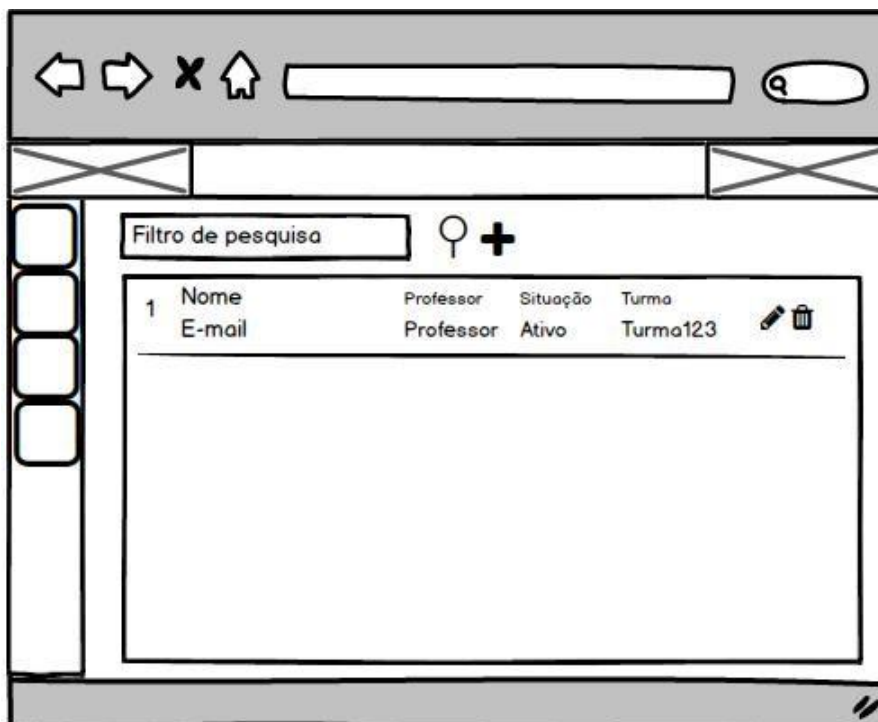 Filtro de pesquisa
1 Nome Professor Situação Turma
E-mail Professor Ativo Turma123